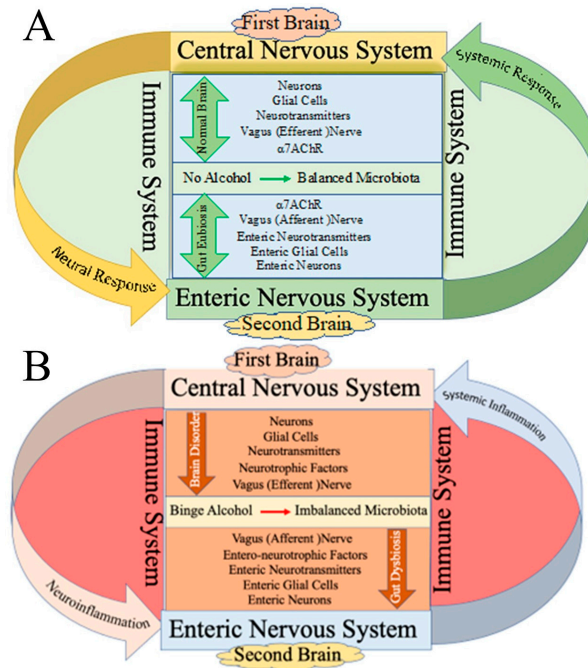 A
First Brain
Central Nervous System
Systemic Response
Immune System
Normal Brain
Neurons
Glial Cells
Neurotransmitters
Vagus (Efferent )Nerve
α7AChR
No Alcohol
Balanced Microbiota
Gut Eubiosis
α7AChR
Vagus (Afferent )Nerve
Enteric Neurotransmitters
Enteric Glial Cells
Enteric Neurons
Immune System
Neural Response
Enteric Nervous System
Second Brain
B
First Brain
Central Nervous System
Systemic Inflammation
Immune System
Brain Disorder
Neurons
Glial Cells
Neurotransmitters
Neurotrophic Factors
Vagus (Efferent )Nerve
Binge Alcohol
Imbalanced Microbiota
Vagus (Afferent )Nerve
Entero-neurotrophic Factors
Enteric Neurotransmitters
Enteric Glial Cells
Enteric Neurons
Gut Dysbiosis
Immune System
Neuroinflammation
Enteric Nervous System
Second Brain